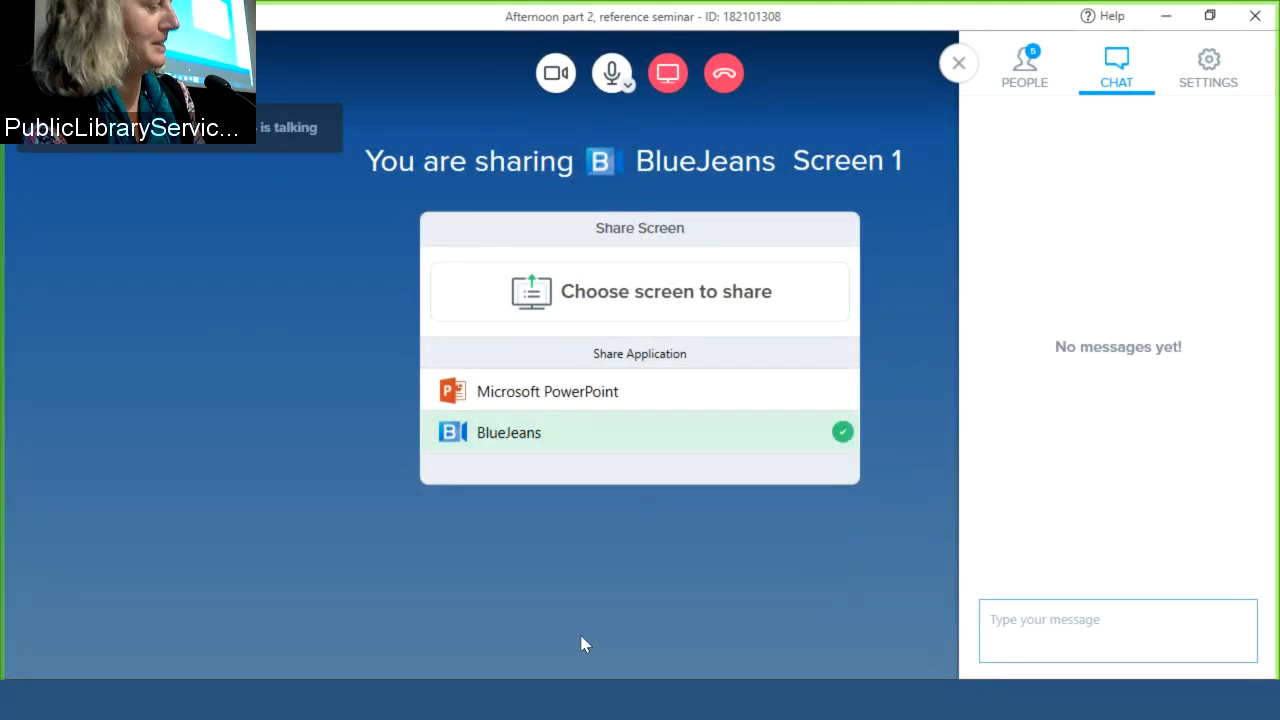 Afternoon part 2, reference seminar - ID: 182101308
Help
PublicLibraryServic...
is talking
5
PEOPLE
CHAT
SETTINGS
You are sharing B BlueJeans Screen 1
Share Screen
Choose screen to share
Share Application
Microsoft PowerPoint
BlueJeans
No messages yet!
Type your message